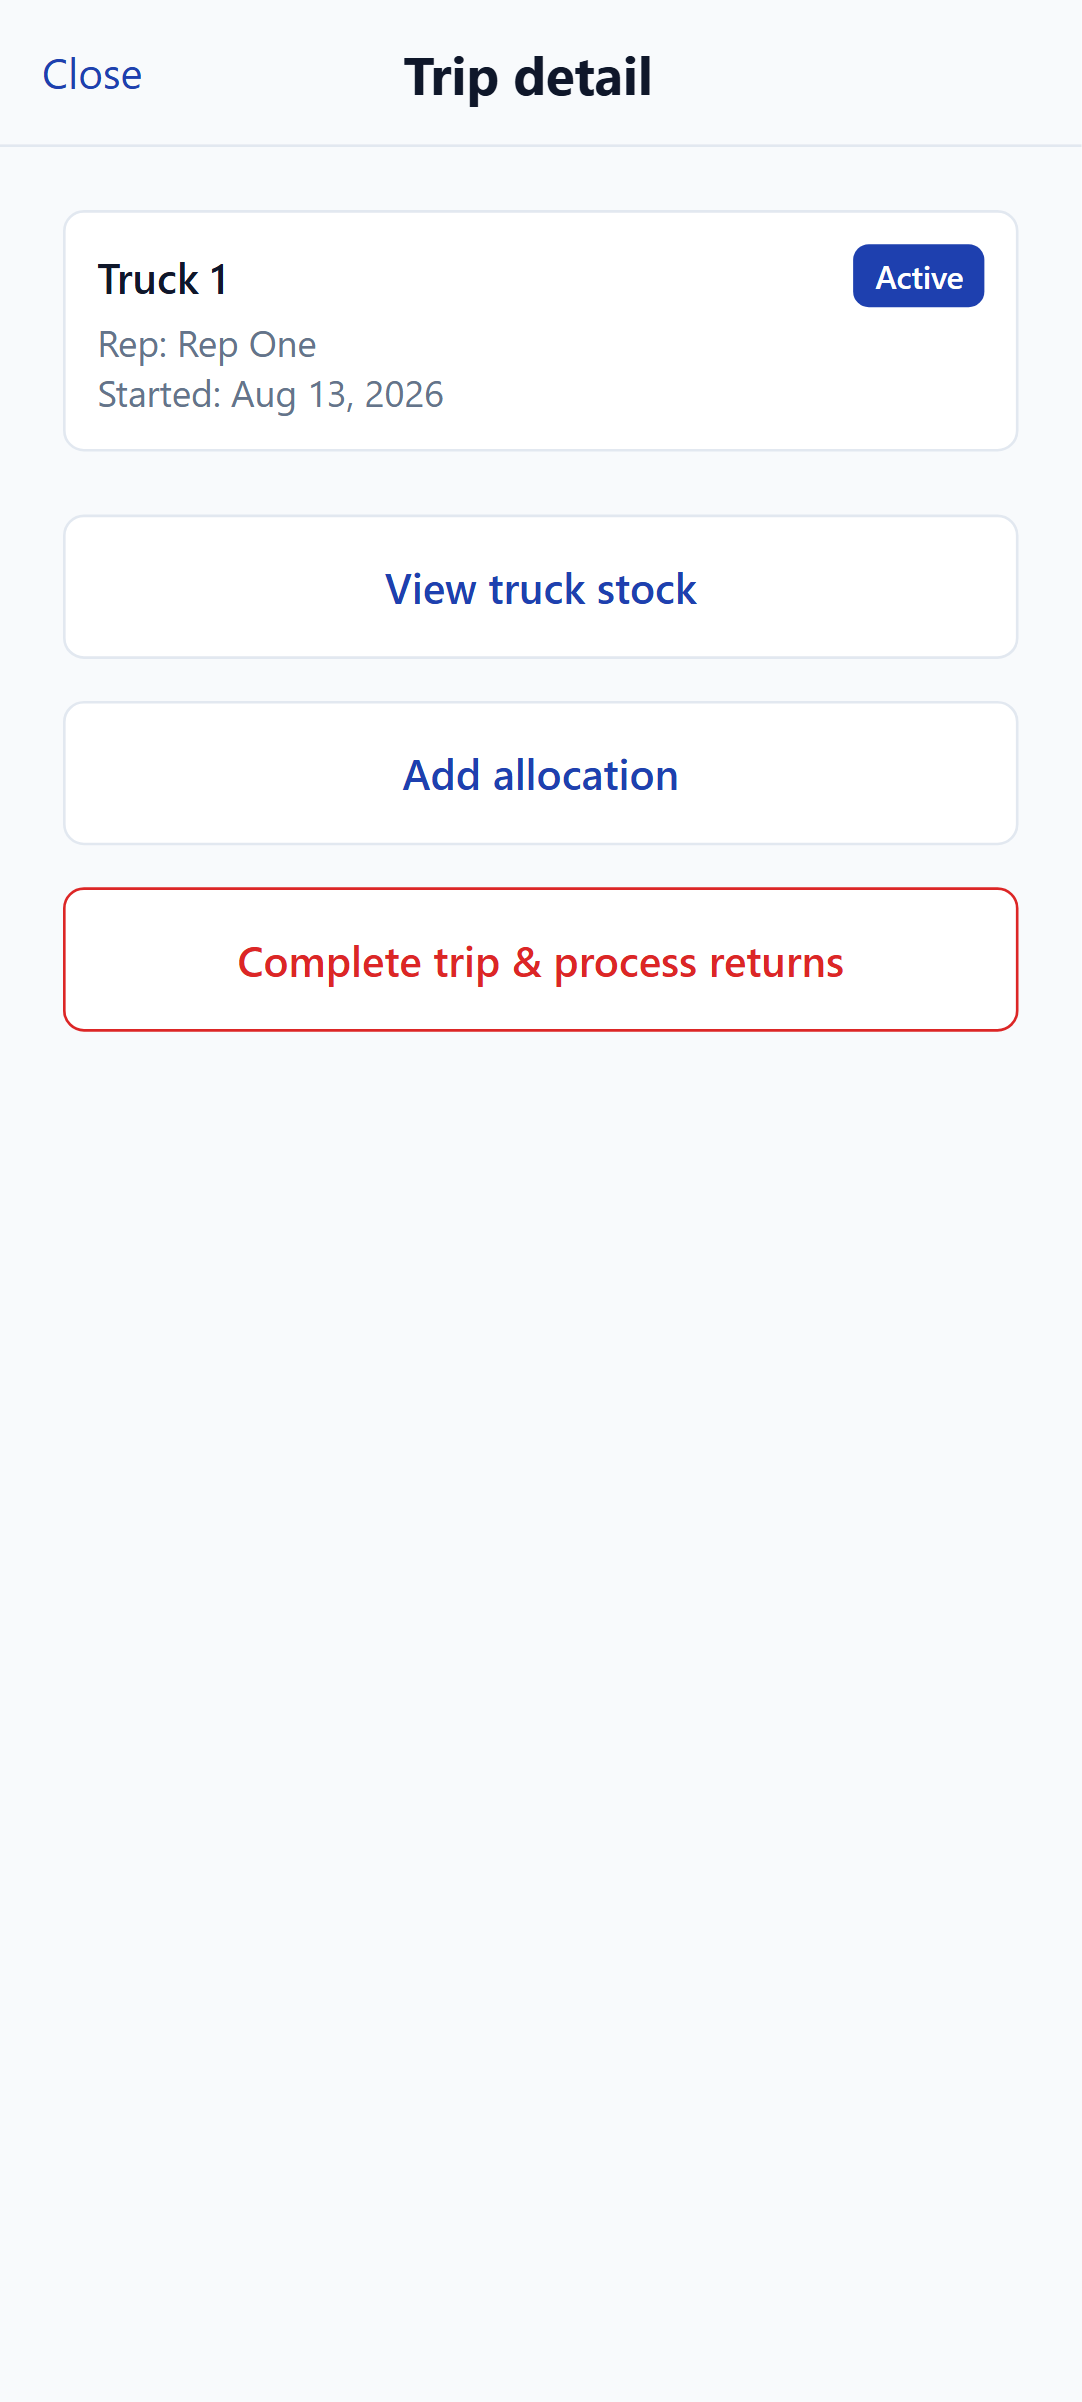 Close
Trip detail
Truck 1
Active
Rep: Rep One
Started: Aug 13, 2026
View truck stock
Add allocation
Complete trip & process returns